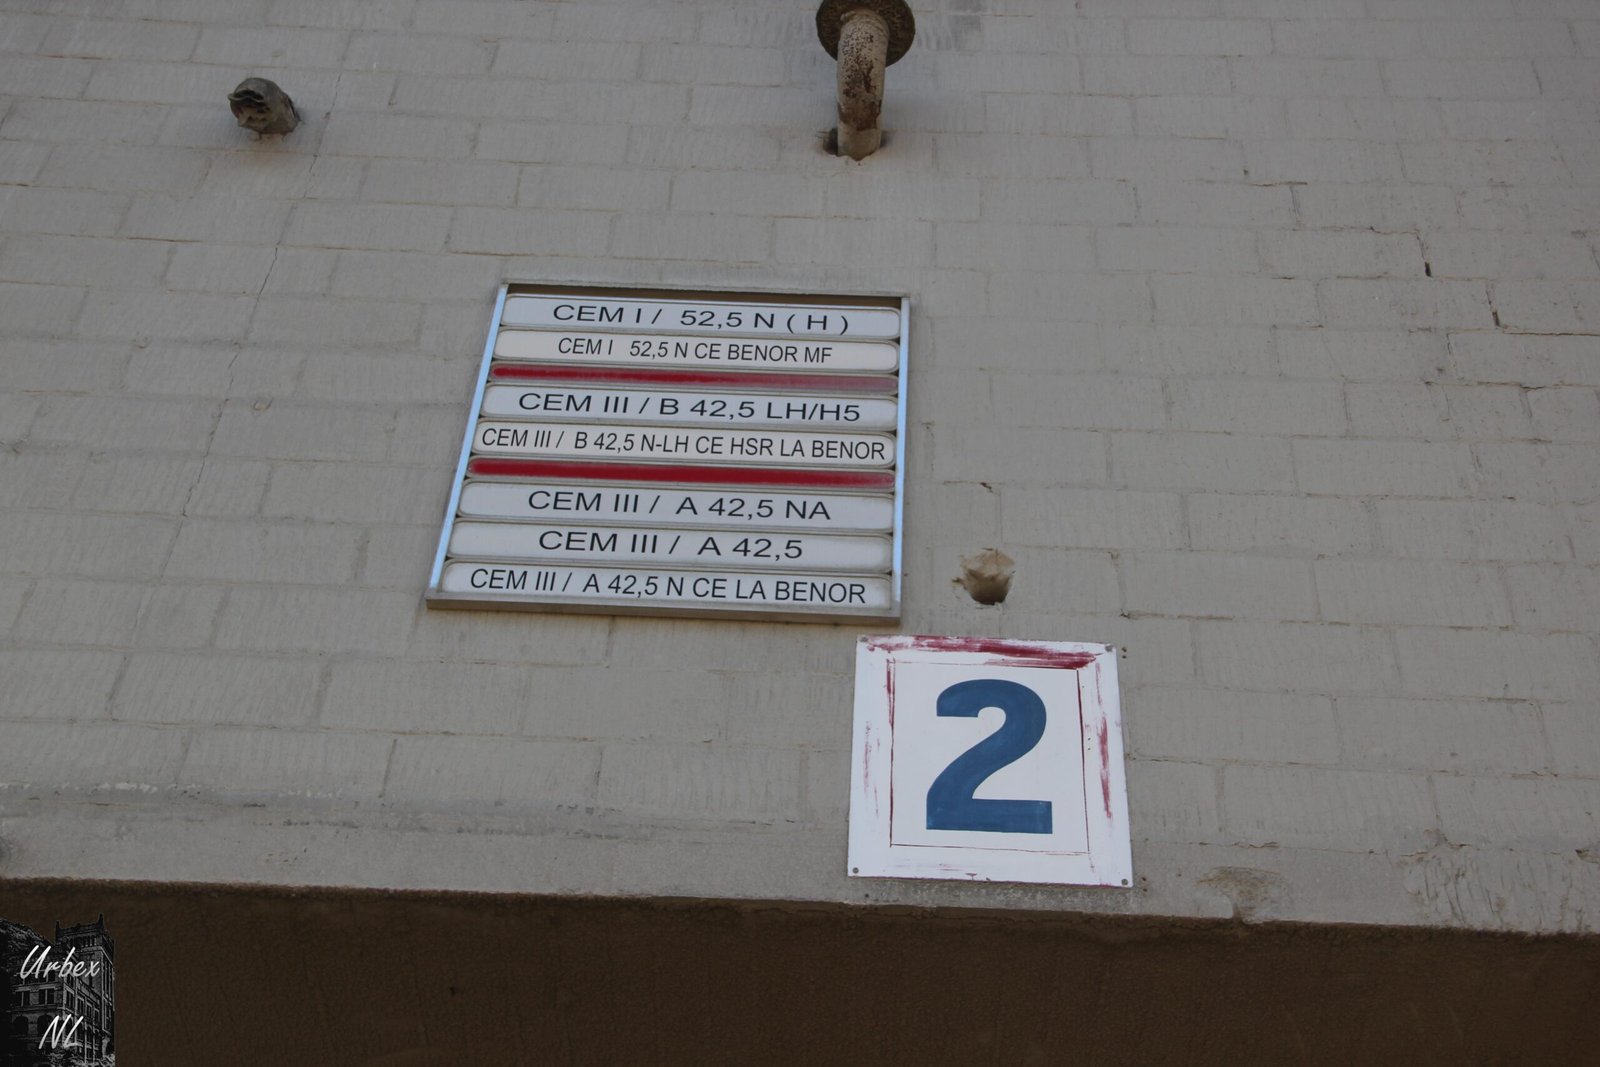 CEM I / 52,5 N ( H )
CEM I 52,5 N CE BENOR MF
CEM III / B 42,5 LH/H5
CEM III / B 42,5 N-LH CE HSR LA BENOR
CEM III / A 42,5 NA
CEM III / A 42,5
CEM III / A 42,5 N CE LA BENOR
2
Urbex
NL